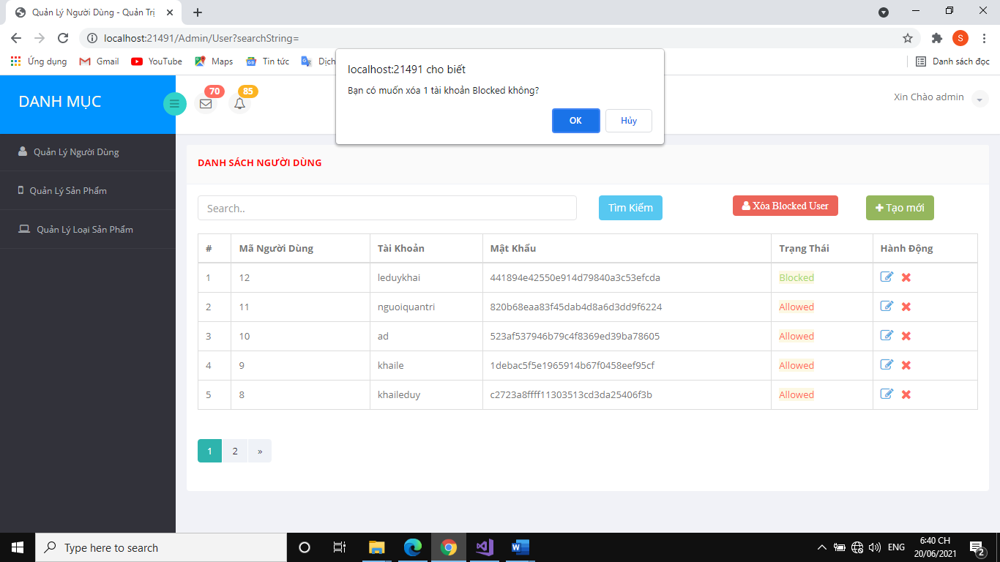 Quản Lý Người Dùng - Quản Trị
localhost:21491/Admin/User?searchString=
S
Ứng dụng Gmail YouTube Maps Tin tức Dịch Danh sách đọc
localhost:21491 cho biết
Bạn có muốn xóa 1 tài khoản Blocked không?
OK Hủy
DANH MỤC
70 85
Xin Chào admin
Quản Lý Người Dùng
Quản Lý Sản Phẩm
Quản Lý Loại Sản Phẩm
DANH SÁCH NGƯỜI DÙNG
Search.. Tìm Kiếm Xóa Blocked User Tạo mới
# Mã Người Dùng Tài Khoản Mật Khẩu Trạng Thái Hành Động
1 12 leduykhai 441894e42550e914d79840a3c53efcda Blocked
2 11 nguoiquantri 820b68eaa83f45dab4d8a6d3dd9f6224 Allowed
3 10 ad 523af537946b79c4f8369ed39ba78605 Allowed
4 9 khaile 1debac5f5e1965914b67f0458eef95cf Allowed
5 8 khaileduy c2723a8ffff11303513cd3da25406f3b Allowed
1 2 »
Type here to search
ENG
6:40 CH
20/06/2021
2